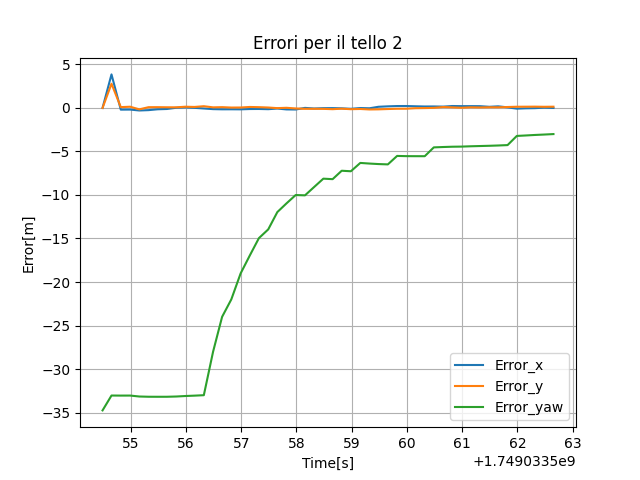 Errori per il tello 2
Error[m]
5
0
−5
−10
−15
−20
−25
−30
−35
Error_x
Error_y
Error_yaw
55 56 57 58 59 60 61 62 63
Time[s]
+1.7490335e9